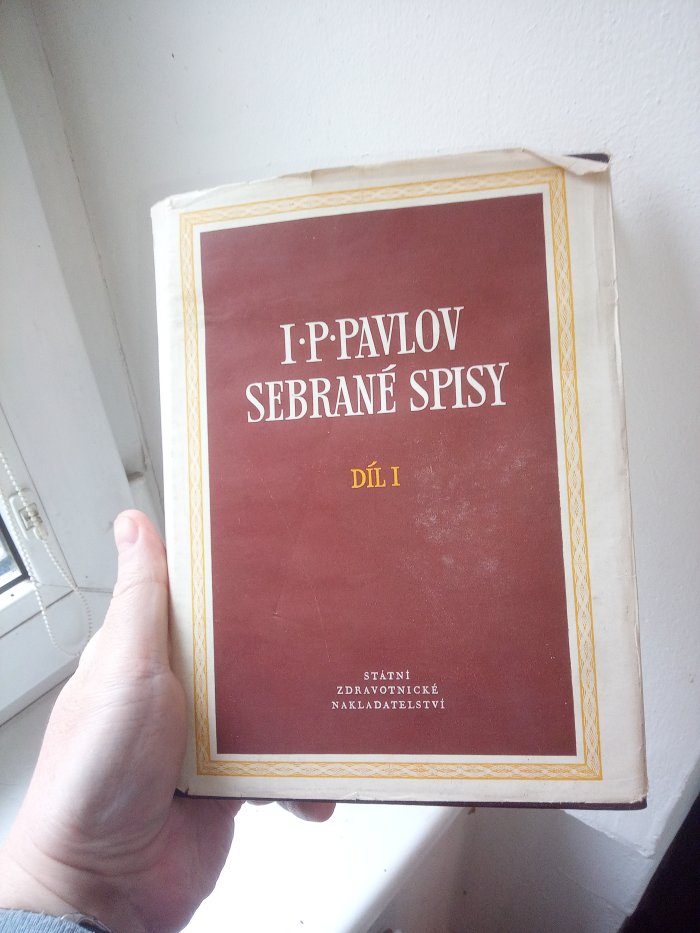 I·P·PAVLOV
SEBRANÉ SPISY
DÍL I
STÁTNÍ
ZDRAVOTNICKÉ
NAKLADATELSTVÍ